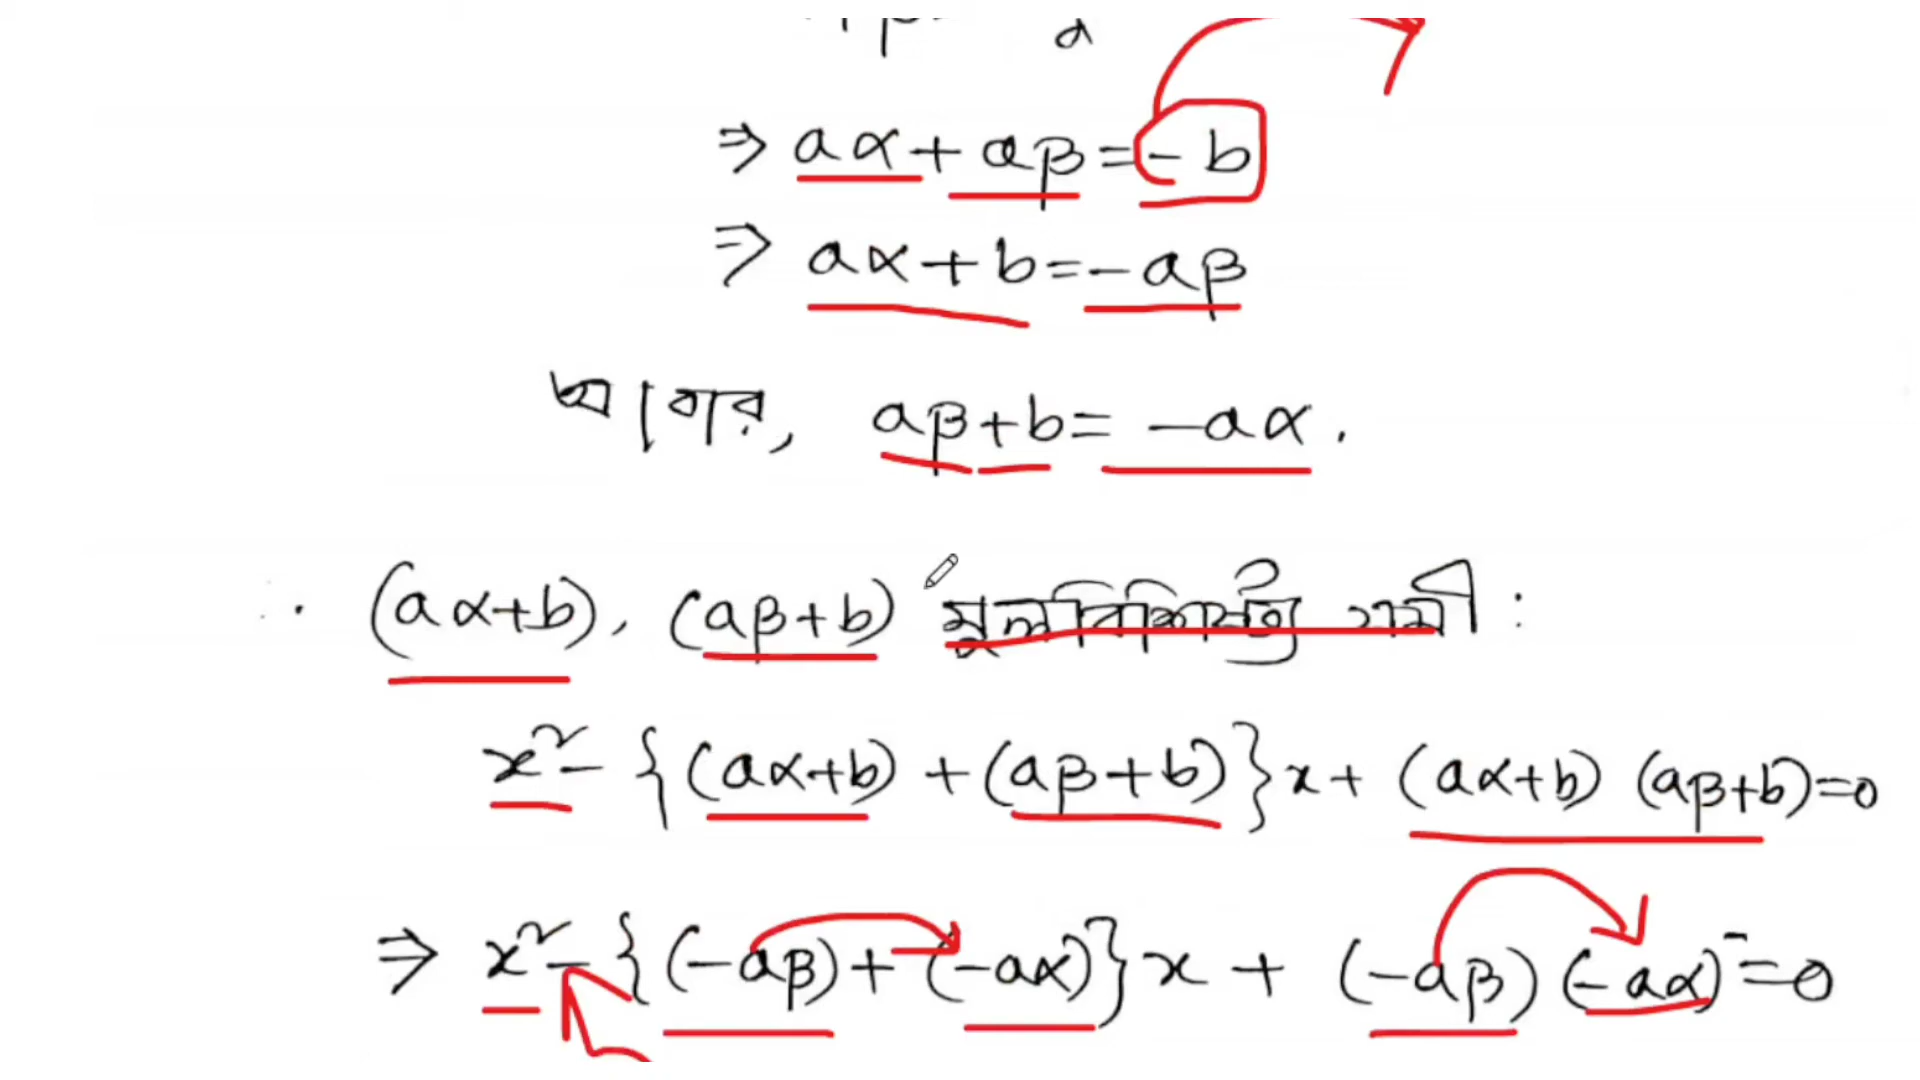 ⇒ aα + aβ = - b
⇒ aα + b = - aβ
আবার, aβ + b = - aα .
∴ (aα+b), (aβ+b) মূলবিশিষ্ট সমী :
x² - {(aα+b) + (aβ+b)}x + (aα+b) (aβ+b) = 0
⇒ x² - {(-aβ) + (-aα)}x + (-aβ) (-aα) = 0